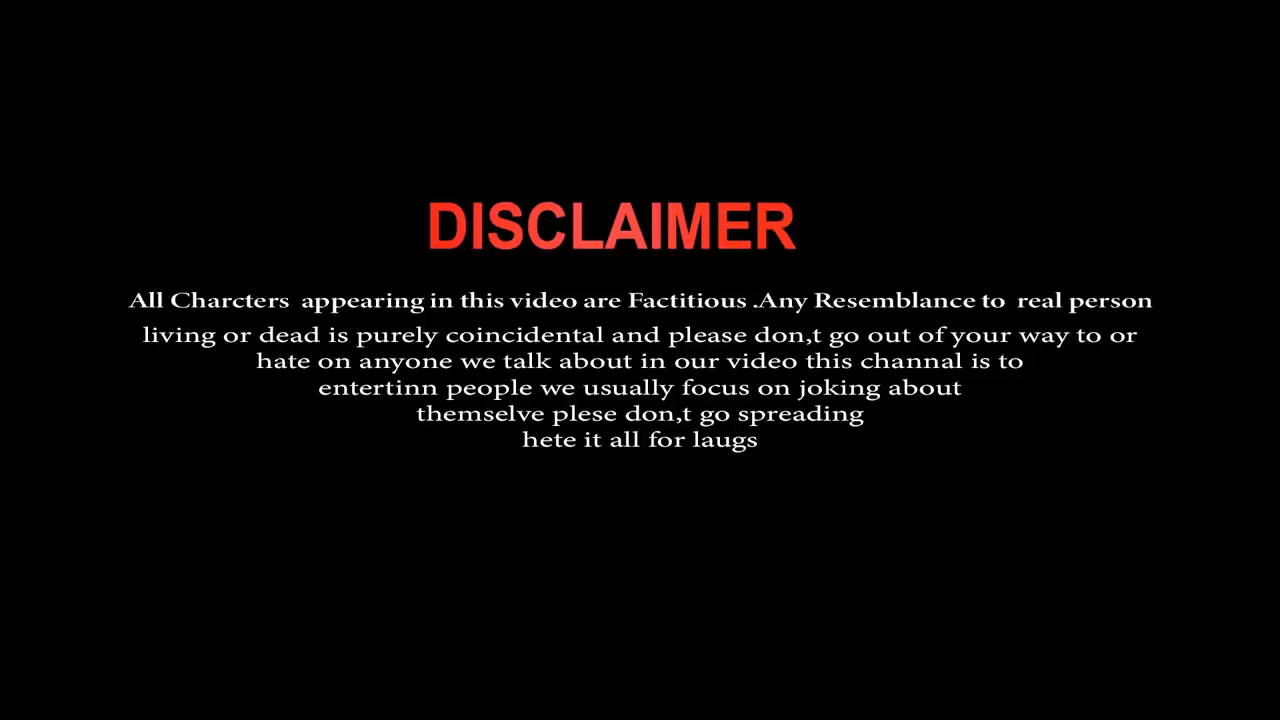 DISCLAIMER
All Charcters appearing in this video are Factitious .Any Resemblance to real person
living or dead is purely coincidental and please don,t go out of your way to or
hate on anyone we talk about in our video this channal is to
entertinn people we usually focus on joking about
themselve plese don,t go spreading
hete it all for laugs